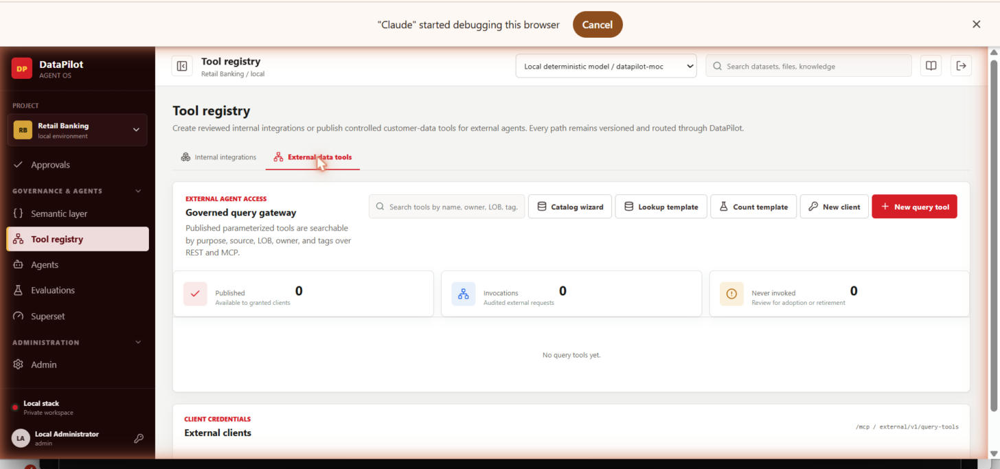 "Claude" started debugging this browser
Cancel
DP
DataPilot
AGENT OS
PROJECT
RB
Retail Banking
local environment
Approvals
GOVERNANCE & AGENTS
Semantic layer
Tool registry
Agents
Evaluations
Superset
ADMINISTRATION
Admin
Local stack
Private workspace
LA
Local Administrator
admin
Tool registry
Retail Banking / local
Local deterministic model / datapilot-moc
Search datasets, files, knowledge
Tool registry
Create reviewed internal integrations or publish controlled customer-data tools for external agents. Every path remains versioned and routed through DataPilot.
Internal integrations
External data tools
EXTERNAL AGENT ACCESS
Governed query gateway
Published parameterized tools are searchable
by purpose, source, LOB, owner, and tags over
REST and MCP.
Search tools by name, owner, LOB, tag.
Catalog wizard
Lookup template
Count template
New client
New query tool
Published
0
Available to granted clients
Invocations
0
Audited external requests
Never invoked
0
Review for adoption or retirement
No query tools yet.
CLIENT CREDENTIALS
External clients
/mcp / external/v1/query-tools